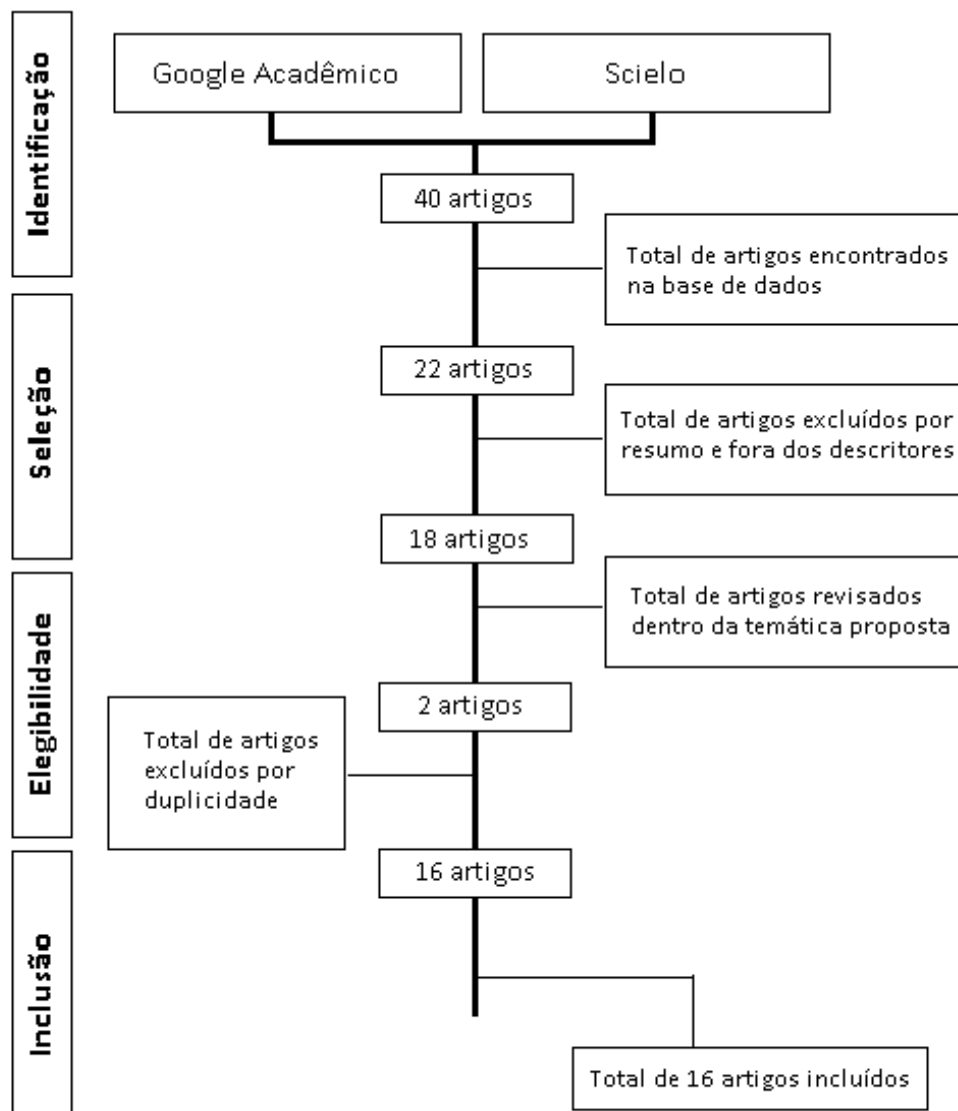 Identificação
Google Acadêmico
Scielo
40 artigos
Total de artigos encontrados
na base de dados
Seleção
22 artigos
Total de artigos excluídos por
resumo e fora dos descritores
18 artigos
Elegibilidade
Total de artigos revisados
dentro da temática proposta
2 artigos
Total de artigos
excluídos por
duplicidade
16 artigos
Inclusão
Total de 16 artigos incluídos